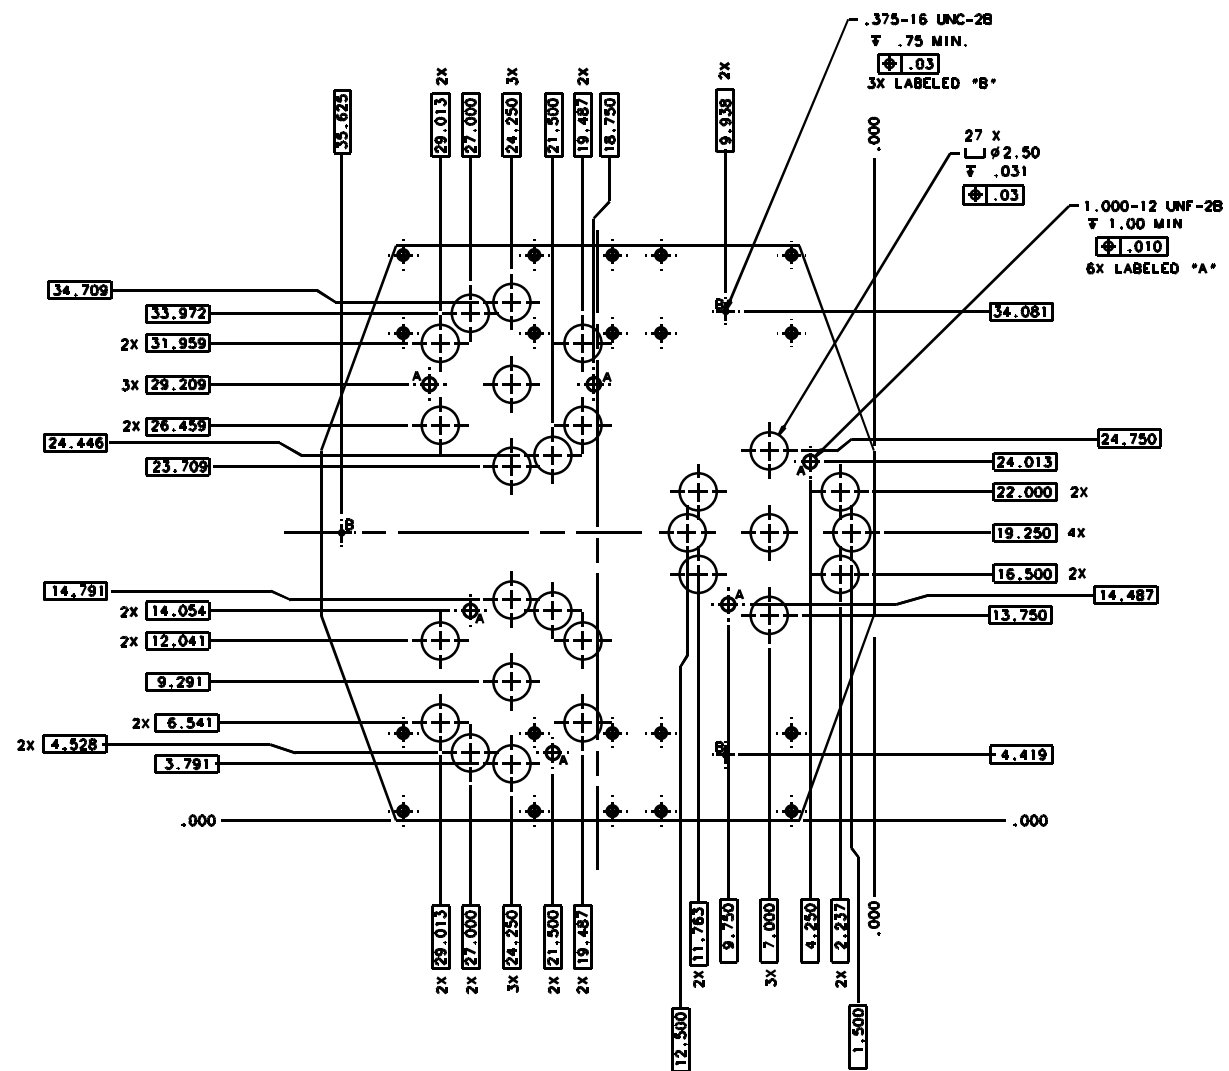 .375-16 UNC-2B
↧ .75 MIN.
⌖ .03
3X LABELED "B"
27 X
⌴ ⌀2.50
↧ .031
⌖ .03
1.000-12 UNF-2B
↧ 1.00 MIN
⌖ .010
6X LABELED "A"
35.625
2X 29.013
27.000
3X 24.250
21.500
2X 19.487
18.750
2X 9.938
.000
34.709
33.972
2X 31.959
3X 29.209
2X 26.459
24.446
23.709
14.791
2X 14.054
2X 12.041
9.291
2X 6.541
2X 4.528
3.791
.000
B
A
A
A
B
A
A
B
A
34.081
24.750
24.013
22.000 2X
19.250 4X
16.500 2X
14.487
13.750
4.419
.000
2X 29.013
2X 27.000
3X 24.250
2X 21.500
2X 19.487
12.500
2X 11.763
9.750
3X 7.000
4.250
2X 2.237
1.500
.000